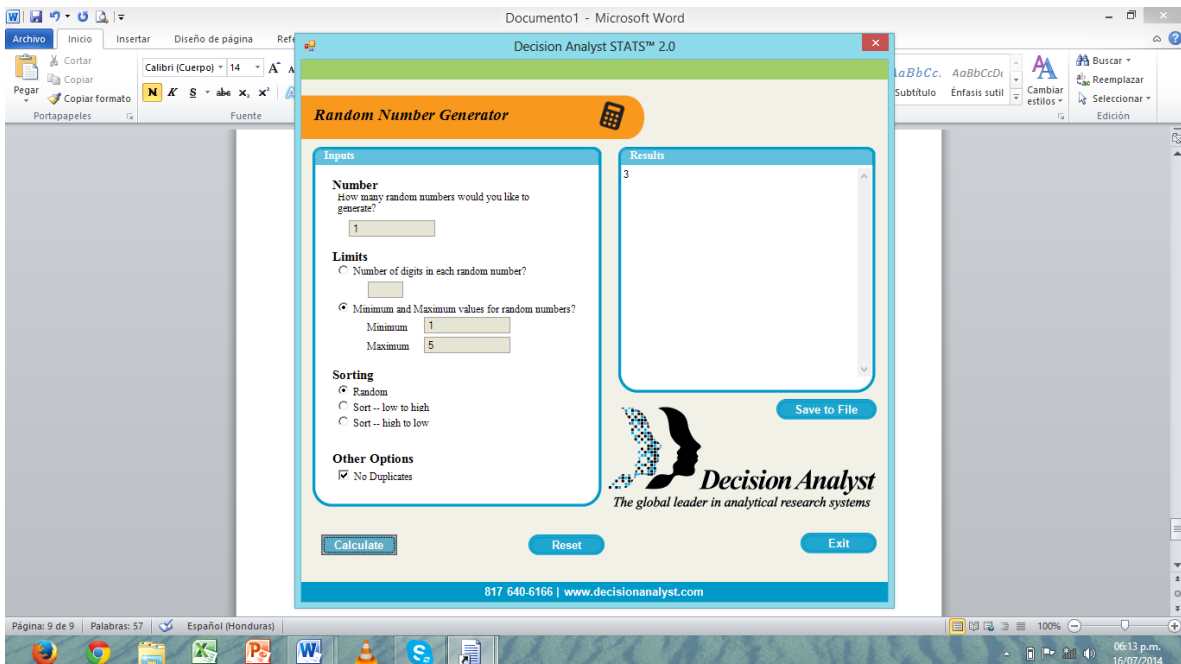 Documento1 - Microsoft Word
Archivo Inicio Insertar Diseño de página Ref
Cortar
Copiar
Copiar formato
Pegar
Portapapeles
Calibri (Cuerpo) 14 A
N K S abc x, x²
Fuente
AaBbCc. AaBbCcDc
Subtítulo Énfasis sutil
Cambiar
estilos
Buscar
Reemplazar
Seleccionar
Edición
Decision Analyst STATS™ 2.0
Random Number Generator
Inputs
Number
How many random numbers would you like to
generate?
1
Limits
Number of digits in each random number?
Minimum and Maximum values for random numbers?
Minimum 1
Maximum 5
Sorting
Random
Sort -- low to high
Sort -- high to low
Other Options
No Duplicates
Results
3
Save to File
Decision Analyst
The global leader in analytical research systems
Calculate Reset Exit
817 640-6166 | www.decisionanalyst.com
Página: 9 de 9 Palabras: 57 Español (Honduras) 100%
06:13 p.m.
16/07/2014